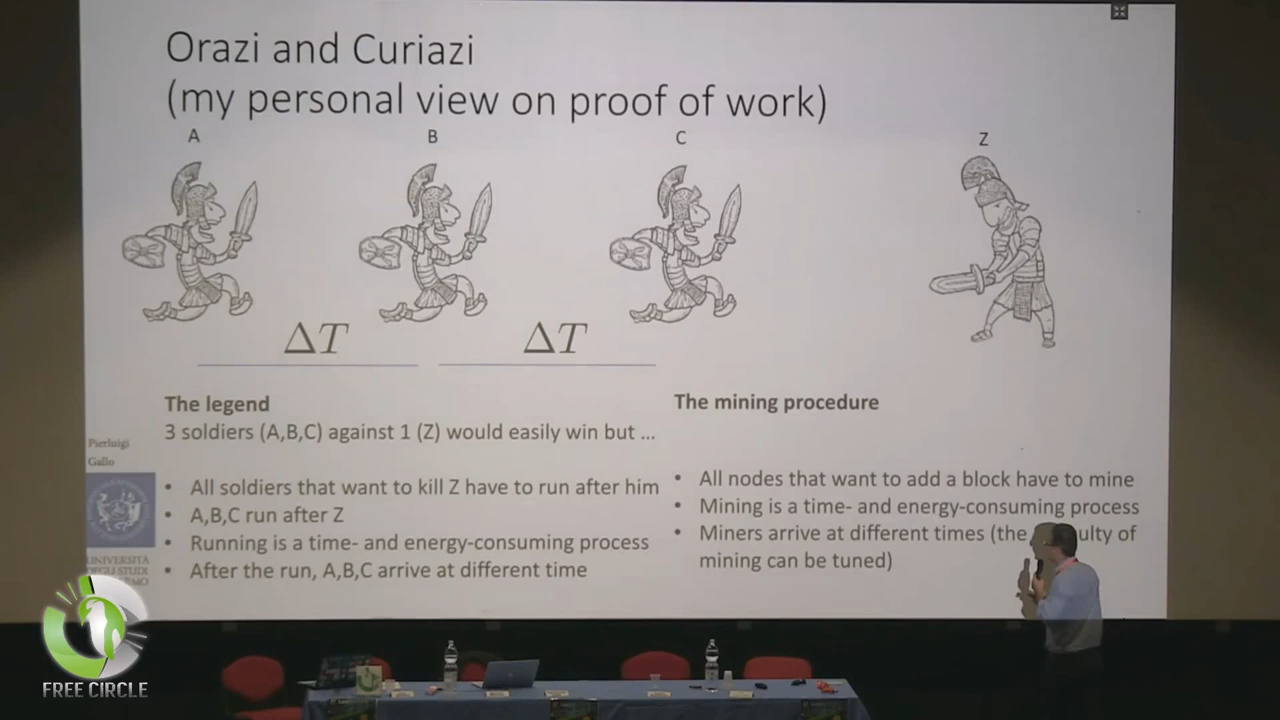 Orazi and Curiazi
(my personal view on proof of work)
A
B
C
Z
ΔT
ΔT
The legend
3 soldiers (A,B,C) against 1 (Z) would easily win but ...
• All soldiers that want to kill Z have to run after him
• A,B,C run after Z
• Running is a time- and energy-consuming process
• After the run, A,B,C arrive at different time
The mining procedure
• All nodes that want to add a block have to mine
• Mining is a time- and energy-consuming process
• Miners arrive at different times (the of
mining can be tuned)
Pierluigi
Gallo
UNIVERSITÀ
DEGLI STUDI
FREE CIRCLE